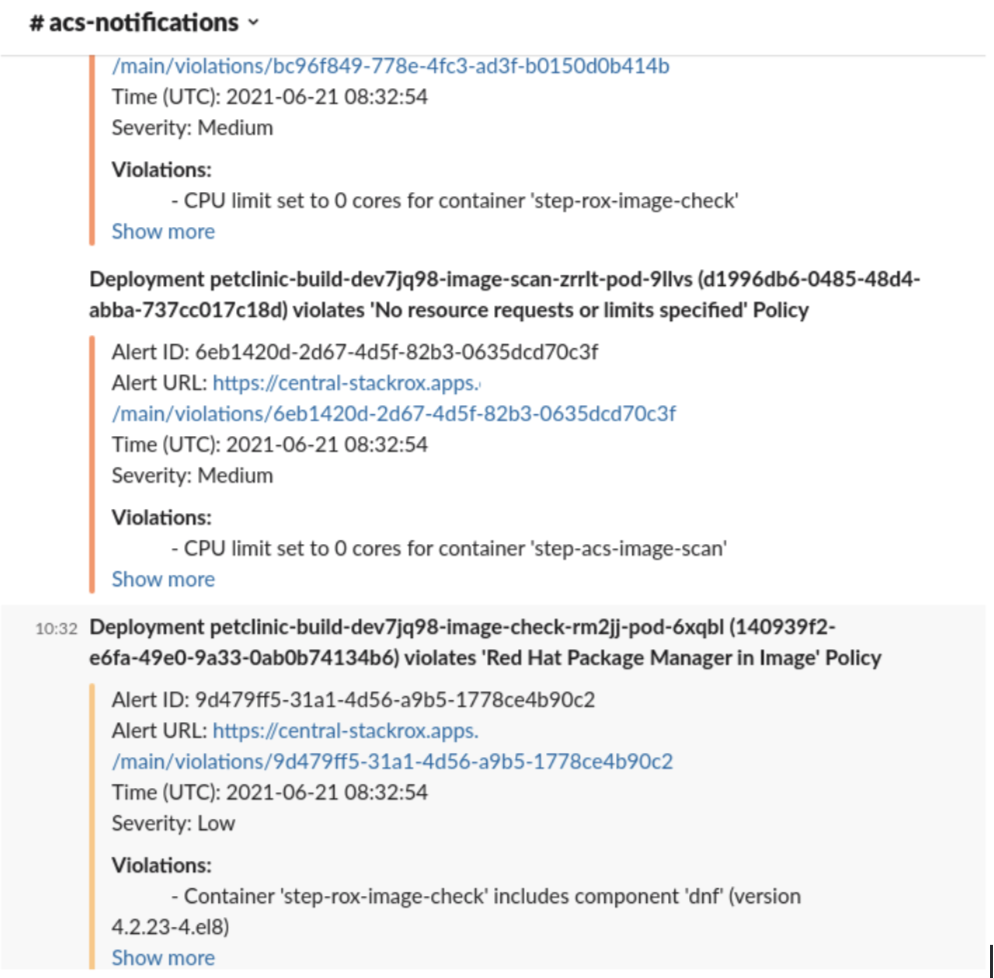 # acs-notifications
/main/violations/bc96f849-778e-4fc3-ad3f-b0150d0b414b
Time (UTC): 2021-06-21 08:32:54
Severity: Medium
Violations:
- CPU limit set to 0 cores for container 'step-rox-image-check'
Show more
Deployment petclinic-build-dev7jq98-image-scan-zrrlt-pod-9llvs (d1996db6-0485-48d4-
abba-737cc017c18d) violates 'No resource requests or limits specified' Policy
Alert ID: 6eb1420d-2d67-4d5f-82b3-0635dcd70c3f
Alert URL: https://central-stackrox.apps.
/main/violations/6eb1420d-2d67-4d5f-82b3-0635dcd70c3f
Time (UTC): 2021-06-21 08:32:54
Severity: Medium
Violations:
- CPU limit set to 0 cores for container 'step-acs-image-scan'
Show more
10:32 Deployment petclinic-build-dev7jq98-image-check-rm2jj-pod-6xqbl (140939f2-
e6fa-49e0-9a33-0ab0b74134b6) violates 'Red Hat Package Manager in Image' Policy
Alert ID: 9d479ff5-31a1-4d56-a9b5-1778ce4b90c2
Alert URL: https://central-stackrox.apps.
/main/violations/9d479ff5-31a1-4d56-a9b5-1778ce4b90c2
Time (UTC): 2021-06-21 08:32:54
Severity: Low
Violations:
- Container 'step-rox-image-check' includes component 'dnf' (version
4.2.23-4.el8)
Show more